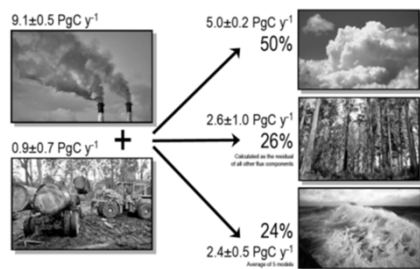 9.1±0.5 PgC y⁻¹
+
0.9±0.7 PgC y⁻¹
5.0±0.2 PgC y⁻¹
50%
2.6±1.0 PgC y⁻¹
26%
Calculated as the residual
of all other flux components
24%
2.4±0.5 PgC y⁻¹
Average of 5 models